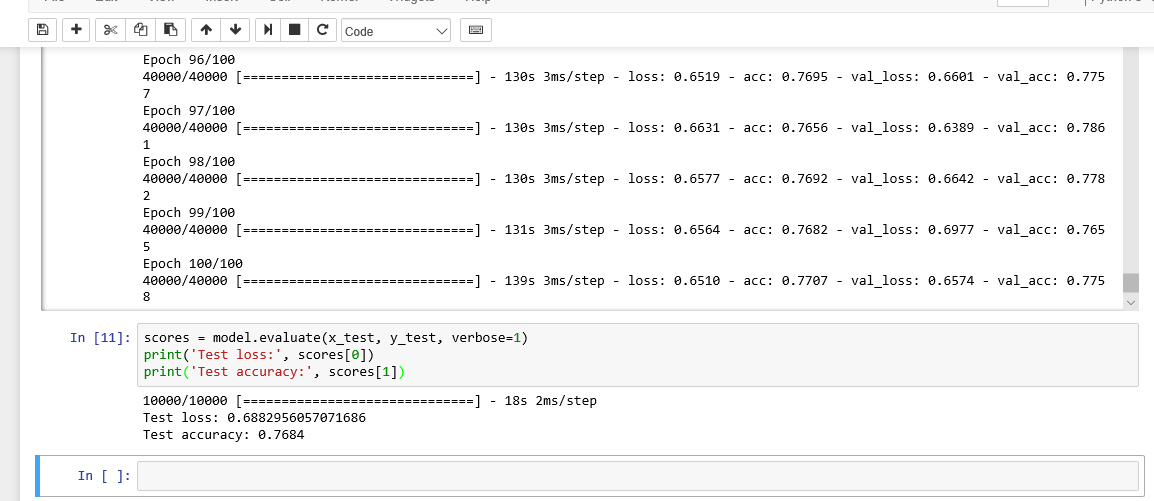 Code
Epoch 96/100
40000/40000 [==============================] - 130s 3ms/step - loss: 0.6519 - acc: 0.7695 - val_loss: 0.6601 - val_acc: 0.775
7
Epoch 97/100
40000/40000 [==============================] - 130s 3ms/step - loss: 0.6631 - acc: 0.7656 - val_loss: 0.6389 - val_acc: 0.786
1
Epoch 98/100
40000/40000 [==============================] - 130s 3ms/step - loss: 0.6577 - acc: 0.7692 - val_loss: 0.6642 - val_acc: 0.778
2
Epoch 99/100
40000/40000 [==============================] - 131s 3ms/step - loss: 0.6564 - acc: 0.7682 - val_loss: 0.6977 - val_acc: 0.765
5
Epoch 100/100
40000/40000 [==============================] - 139s 3ms/step - loss: 0.6510 - acc: 0.7707 - val_loss: 0.6574 - val_acc: 0.775
8
In [11]: scores = model.evaluate(x_test, y_test, verbose=1)
print('Test loss:', scores[0])
print('Test accuracy:', scores[1])
10000/10000 [==============================] - 18s 2ms/step
Test loss: 0.6882956057071686
Test accuracy: 0.7684
In [ ]: